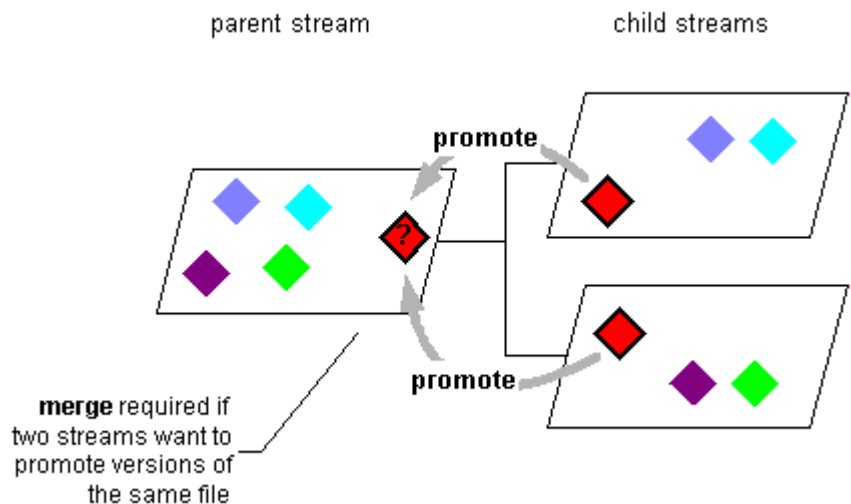 parent stream
child streams
promote
?
promote
merge required if
two streams want to
promote versions of
the same file